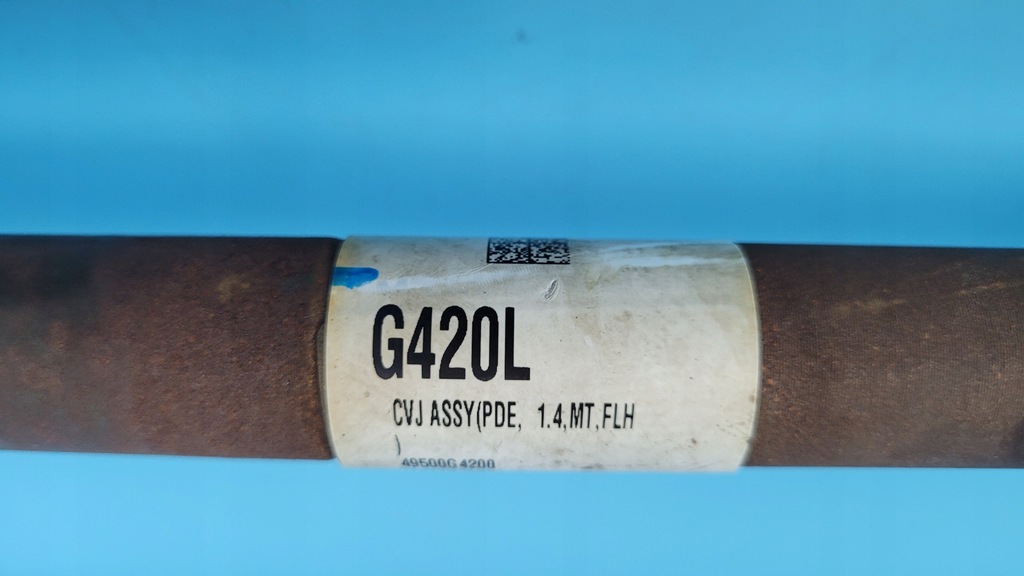 G420L
CVJ ASSY(PDE, 1.4,MT,FLH
)
49500G4200